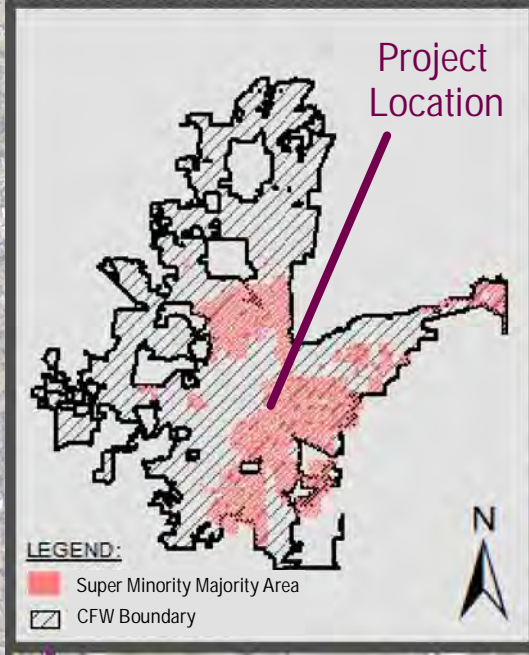 Project
Location
N
LEGEND:
Super Minority Majority Area
CFW Boundary